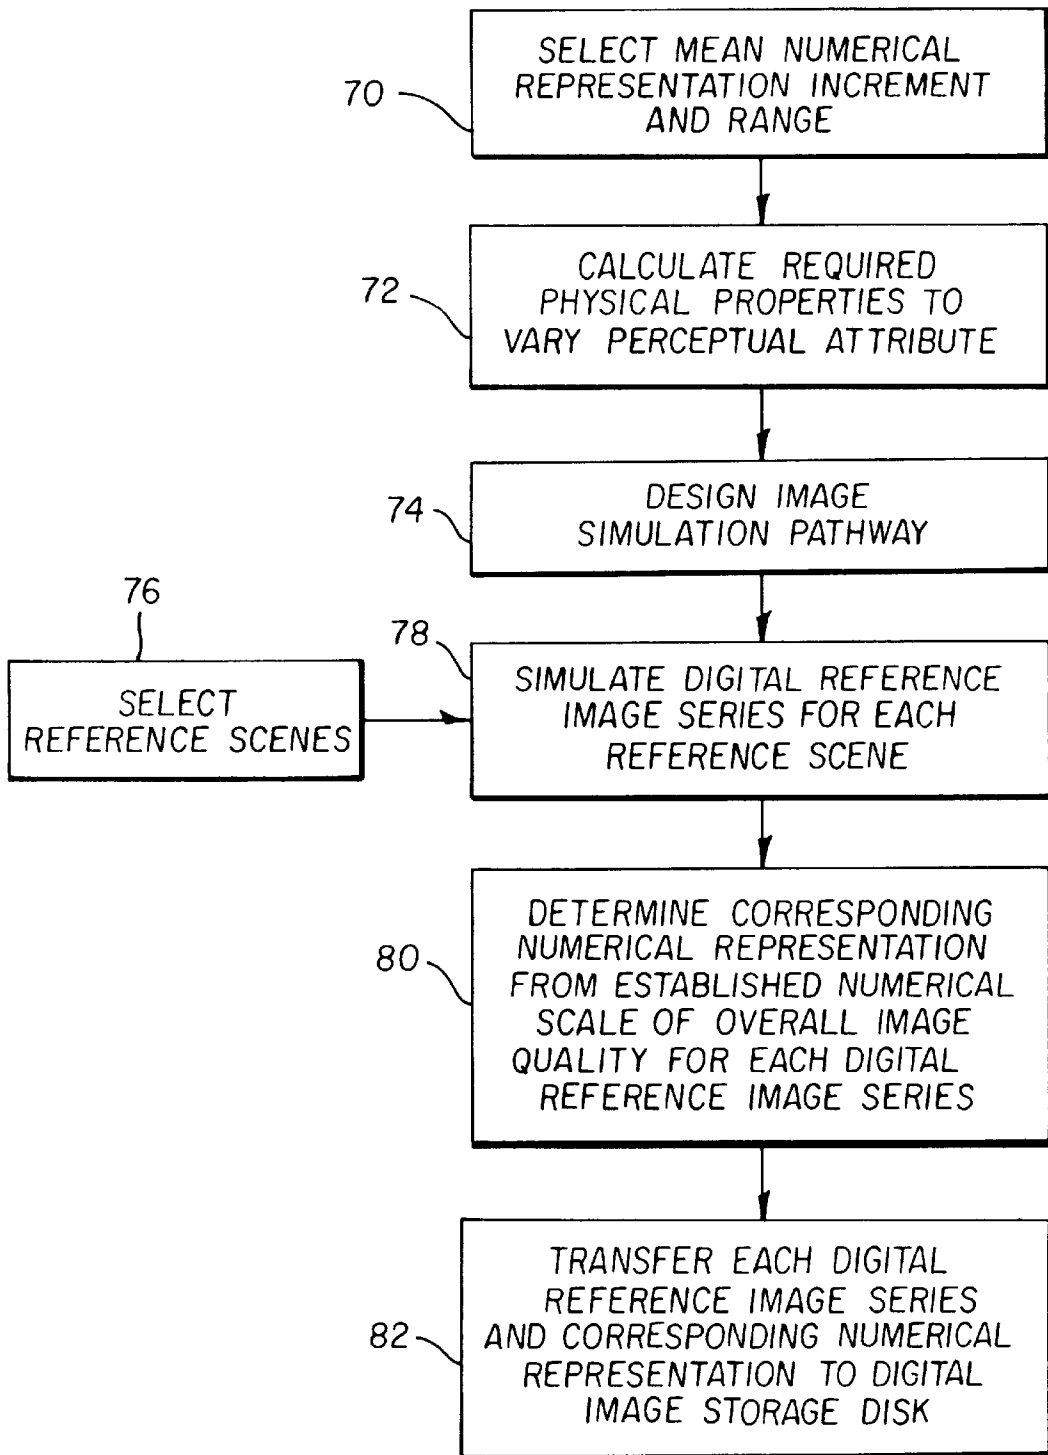 SELECT MEAN NUMERICAL
REPRESENTATION INCREMENT
AND RANGE
70
CALCULATE REQUIRED
PHYSICAL PROPERTIES TO
VARY PERCEPTUAL ATTRIBUTE
72
DESIGN IMAGE
SIMULATION PATHWAY
74
76
SELECT
REFERENCE SCENES
78
SIMULATE DIGITAL REFERENCE
IMAGE SERIES FOR EACH
REFERENCE SCENE
80
DETERMINE CORRESPONDING
NUMERICAL REPRESENTATION
FROM ESTABLISHED NUMERICAL
SCALE OF OVERALL IMAGE
QUALITY FOR EACH DIGITAL
REFERENCE IMAGE SERIES
82
TRANSFER EACH DIGITAL
REFERENCE IMAGE SERIES
AND CORRESPONDING NUMERICAL
REPRESENTATION TO DIGITAL
IMAGE STORAGE DISK